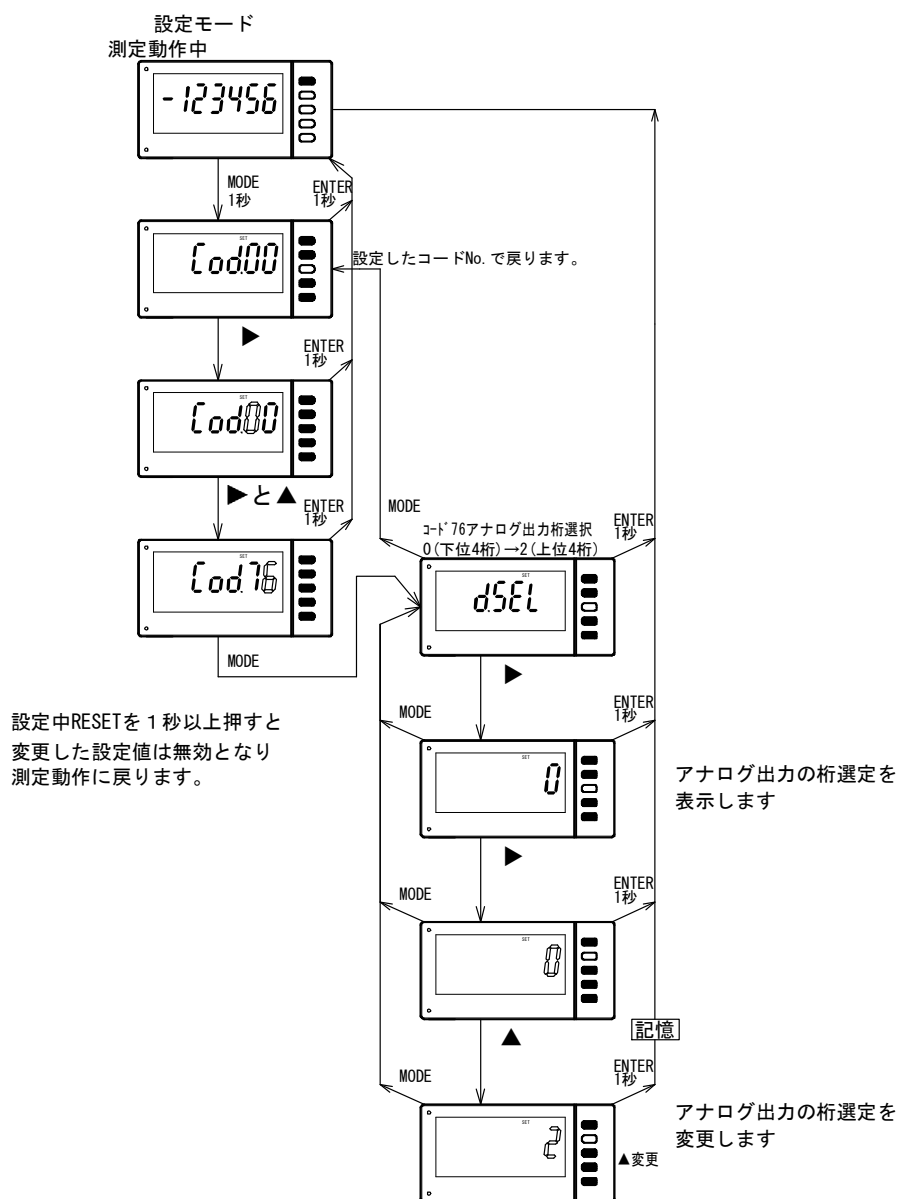 設定モード
測定動作中
-123456
MODE
1秒
ENTER
1秒
SET
Cod.00
設定したコードNo.で戻ります。
▶
ENTER
1秒
SET
Cod.00
▶と▲
ENTER
1秒
MODE
SET
Cod.76
MODE
コード76アナログ出力桁選択
0(下位4桁)→2(上位4桁)
ENTER
1秒
SET
d.SEL
▶
設定中RESETを1秒以上押すと
変更した設定値は無効となり
測定動作に戻ります。
MODE
ENTER
1秒
SET
0
アナログ出力の桁選定を
表示します
▶
MODE
ENTER
1秒
SET
0
▲
記憶
MODE
ENTER
1秒
SET
2
▲変更
アナログ出力の桁選定を
変更します